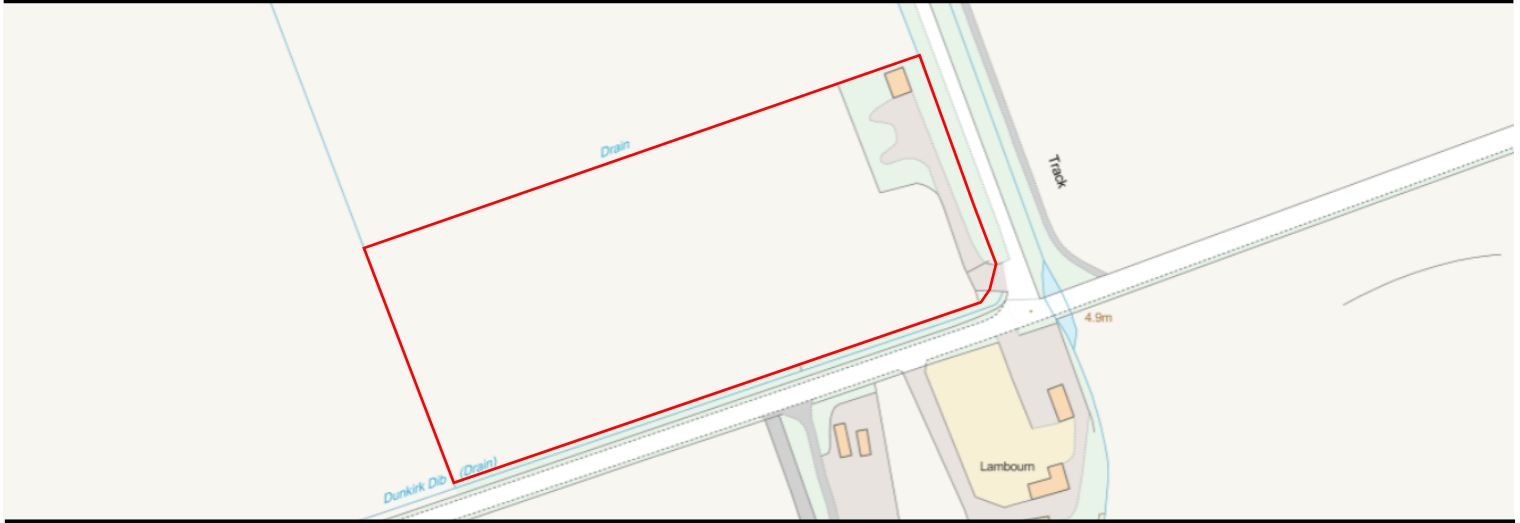 Drain
Track
4.9m
Dunkirk Dib (Drain)
Lambourn